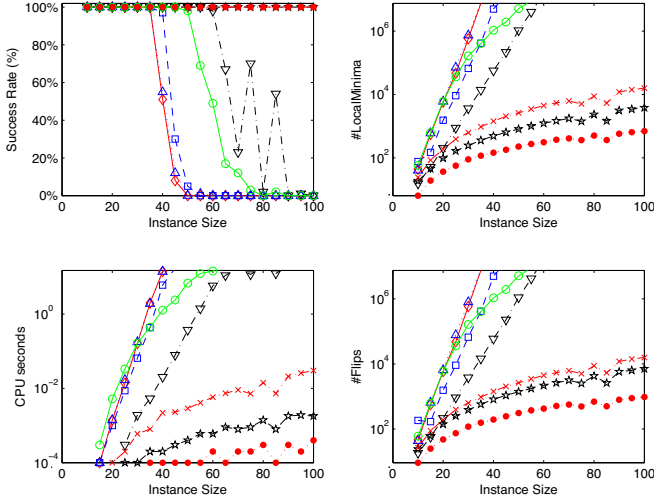 100%
80%
60%
40%
20%
0%
Success Rate (%)
0 20 40 60 80 100
Instance Size
10^6
10^4
10^2
#LocalMinima
0 20 40 60 80 100
Instance Size
10^0
10^-2
10^-4
CPU seconds
0 20 40 60 80 100
Instance Size
10^6
10^4
10^2
#Flips
0 20 40 60 80 100
Instance Size